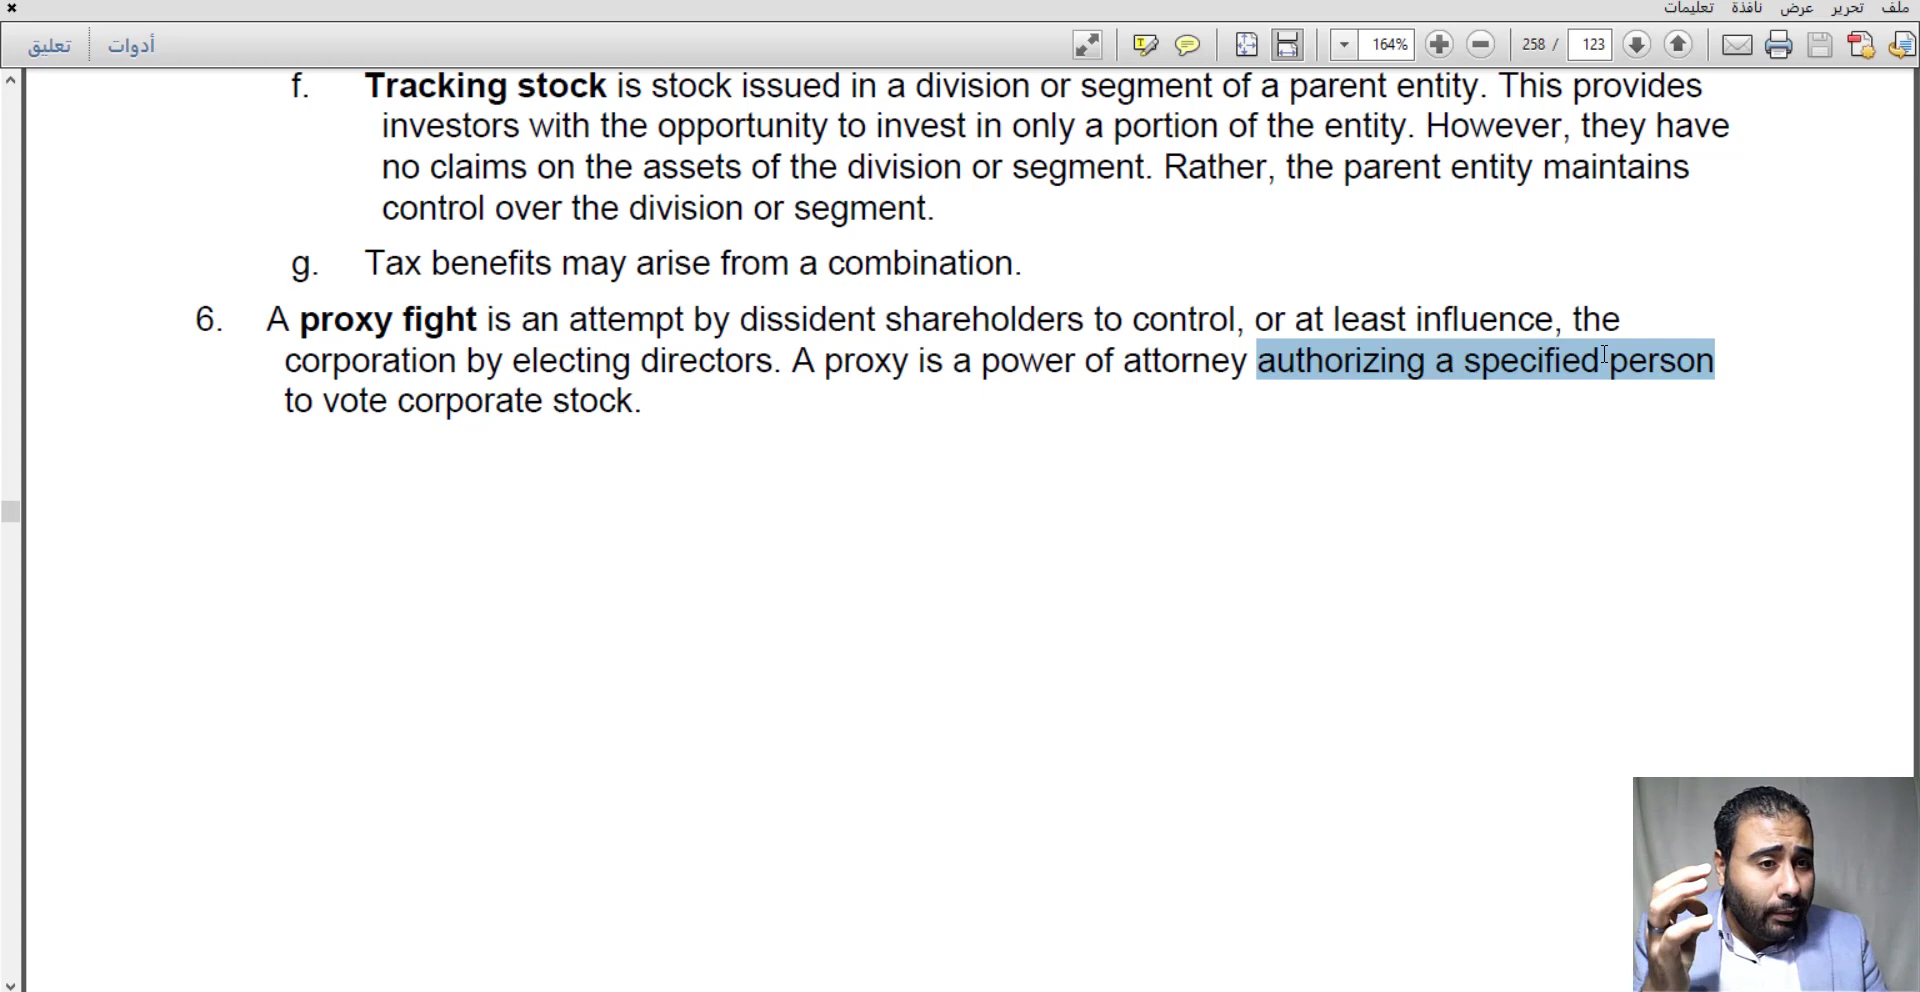 ملف تحرير عرض نافذة تعليمات
تعليق أدوات 164% 258 / 123
f. Tracking stock is stock issued in a division or segment of a parent entity. This provides
investors with the opportunity to invest in only a portion of the entity. However, they have
no claims on the assets of the division or segment. Rather, the parent entity maintains
control over the division or segment.
g. Tax benefits may arise from a combination.
6. A proxy fight is an attempt by dissident shareholders to control, or at least influence, the
corporation by electing directors. A proxy is a power of attorney authorizing a specified person
to vote corporate stock.